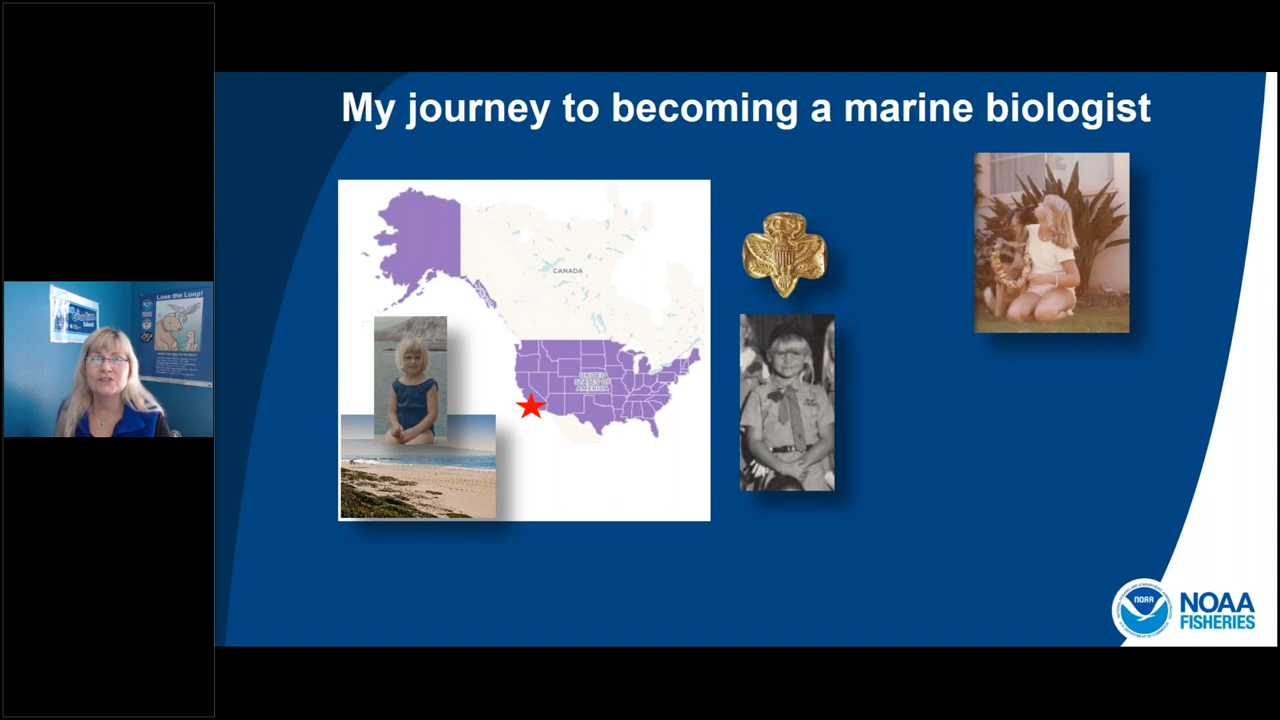 My journey to becoming a marine biologist
CANADA
UNITED
STATES OF
AMERICA
Lose the Loop!
NOAA
NOAA
FISHERIES